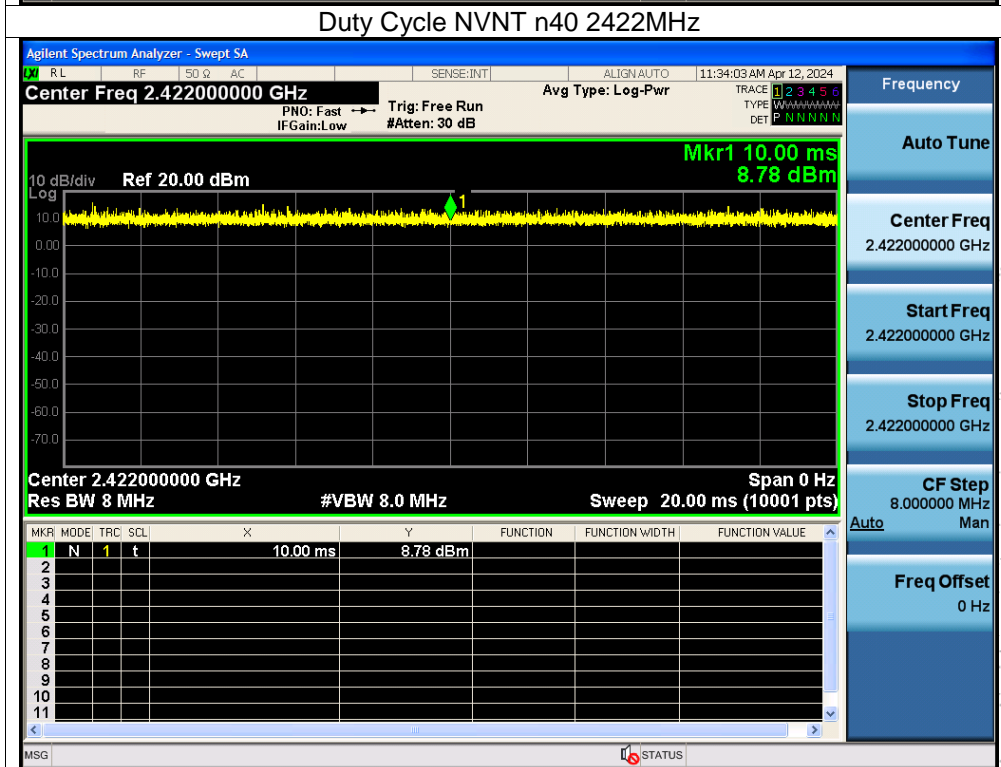 Duty Cycle NVNT n40 2422MHz
Agilent Spectrum Analyzer - Swept SA
LXI RL RF 50 Ω AC SENSE:INT ALIGN AUTO 11:34:03 AM Apr 12, 2024
Center Freq 2.422000000 GHz
PNO: Fast
IFGain:Low
Trig: Free Run
#Atten: 30 dB
Avg Type: Log-Pwr
TRACE 1 2 3 4 5 6
TYPE WWWWWW
DET P N N N N N
Mkr1 10.00 ms
8.78 dBm
10 dB/div Ref 20.00 dBm
Log
1
10.0
0.00
-10.0
-20.0
-30.0
-40.0
-50.0
-60.0
-70.0
Center 2.422000000 GHz Span 0 Hz
Res BW 8 MHz #VBW 8.0 MHz Sweep 20.00 ms (10001 pts)
MKR MODE TRC SCL X Y FUNCTION FUNCTION WIDTH FUNCTION VALUE
1 N 1 t 10.00 ms 8.78 dBm
2
3
4
5
6
7
8
9
10
11
MSG STATUS
Frequency
Auto Tune
Center Freq
2.422000000 GHz
Start Freq
2.422000000 GHz
Stop Freq
2.422000000 GHz
CF Step
8.000000 MHz
Auto Man
Freq Offset
0 Hz